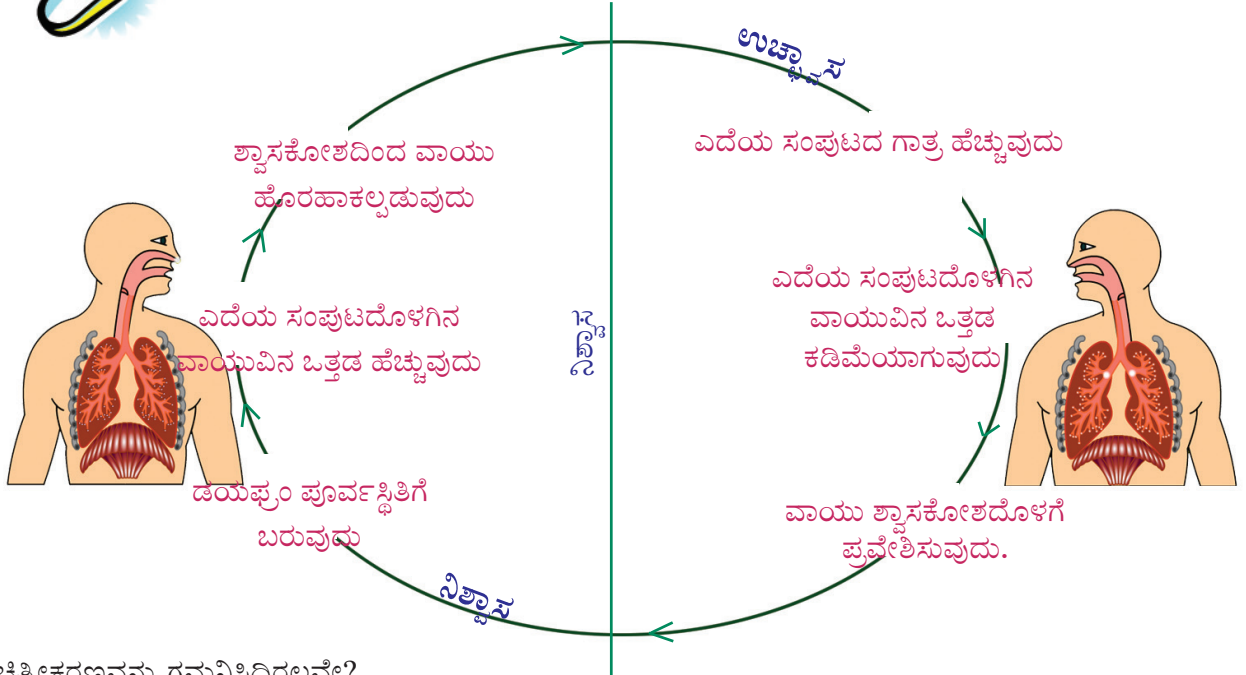 ಉಚ್ಛ್ವಾಸ
ಎದೆಯ ಸಂಪುಟದ ಗಾತ್ರ ಹೆಚ್ಚುವುದು
ಎದೆಯ ಸಂಪುಟದೊಳಗಿನ
ವಾಯುವಿನ ಒತ್ತಡ
ಕಡಿಮೆಯಾಗುವುದು
ವಾಯು ಶ್ವಾಸಕೋಶದೊಳಗೆ
ಪ್ರವೇಶಿಸುವುದು.
ನಿಶ್ವಾಸ
ಡಯಫ್ರಂ ಪೂರ್ವಸ್ಥಿತಿಗೆ
ಬರುವುದು
ಎದೆಯ ಸಂಪುಟದೊಳಗಿನ
ವಾಯುವಿನ ಒತ್ತಡ ಹೆಚ್ಚುವುದು
ಶ್ವಾಸಕೋಶದಿಂದ ವಾಯು
ಹೊರಹಾಕಲ್ಪಡುವುದು